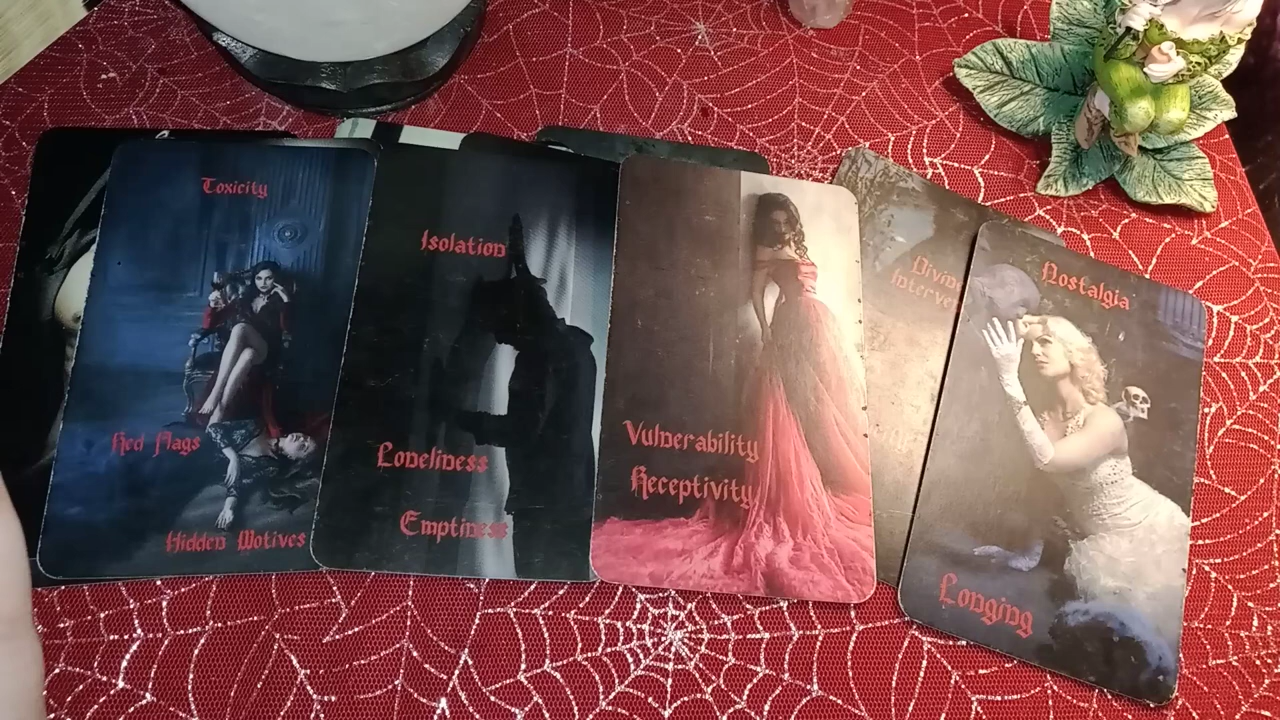 Toxicity
Red Flags
Hidden Motives
Isolation
Loneliness
Emptiness
Vulnerability
Receptivity
Nostalgia
Longing